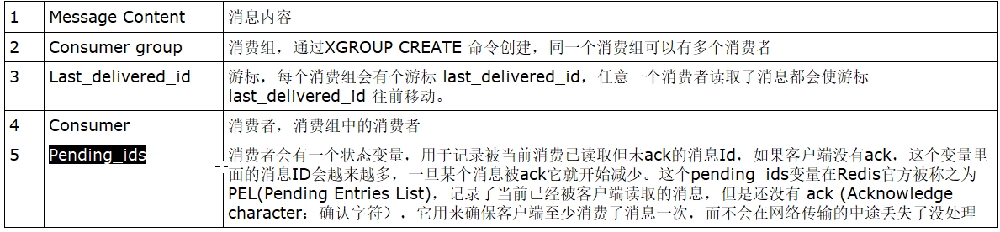 1 Message Content 消息内容
2 Consumer group 消费组，通过XGROUP CREATE 命令创建，同一个消费组可以有多个消费者
3 Last_delivered_id 游标，每个消费组会有个游标 last_delivered_id，任意一个消费者读取了消息都会使游标
last_delivered_id 往前移动。
4 Consumer 消费者，消费组中的消费者
5 Pending_ids 消费者会有一个状态变量，用于记录被当前消费已读取但未ack的消息Id，如果客户端没有ack，这个变量里
面的消息ID会越来越多，一旦某个消息被ack它就开始减少。这个pending_ids变量在Redis官方被称之为
PEL(Pending Entries List)，记录了当前已经被客户端读取的消息，但是还没有 ack (Acknowledge
character：确认字符），它用来确保客户端至少消费了消息一次，而不会在网络传输的中途丢失了没处理